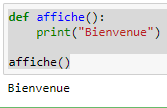 def affiche():
    print("Bienvenue")
affiche()
Bienvenue